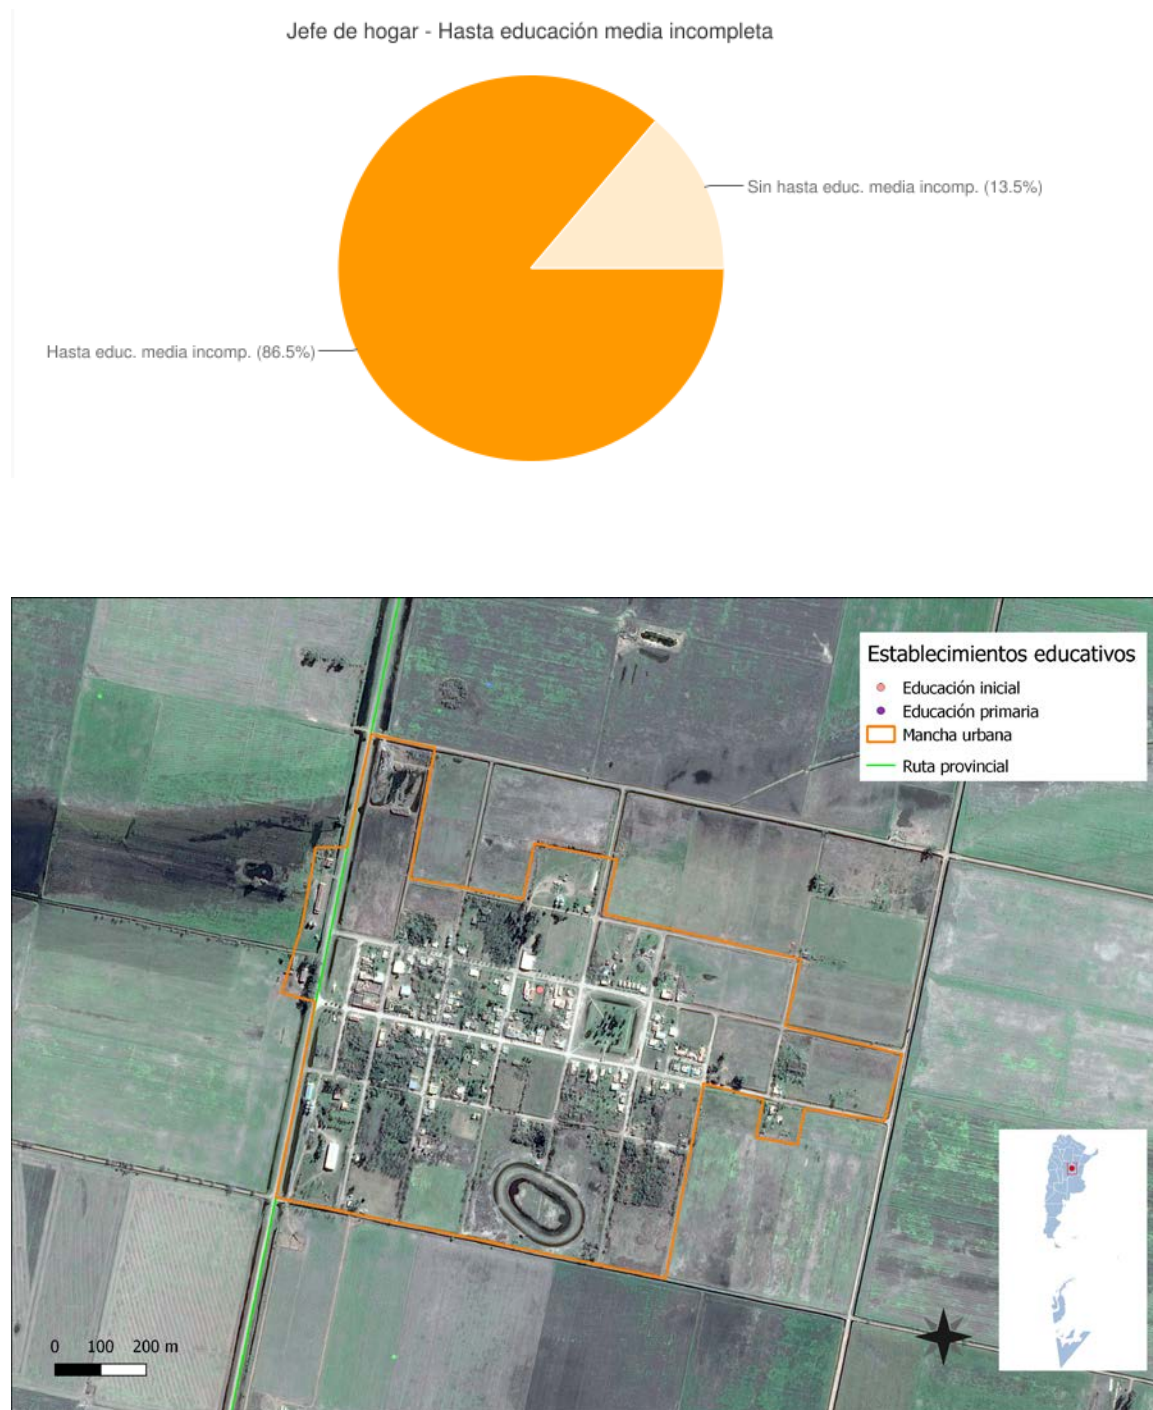 Jefe de hogar - Hasta educación media incompleta
Sin hasta educ. media incomp. (13.5%)
Hasta educ. media incomp. (86.5%)
Establecimientos educativos
Educación inicial
Educación primaria
Mancha urbana
Ruta provincial
0 100 200 m